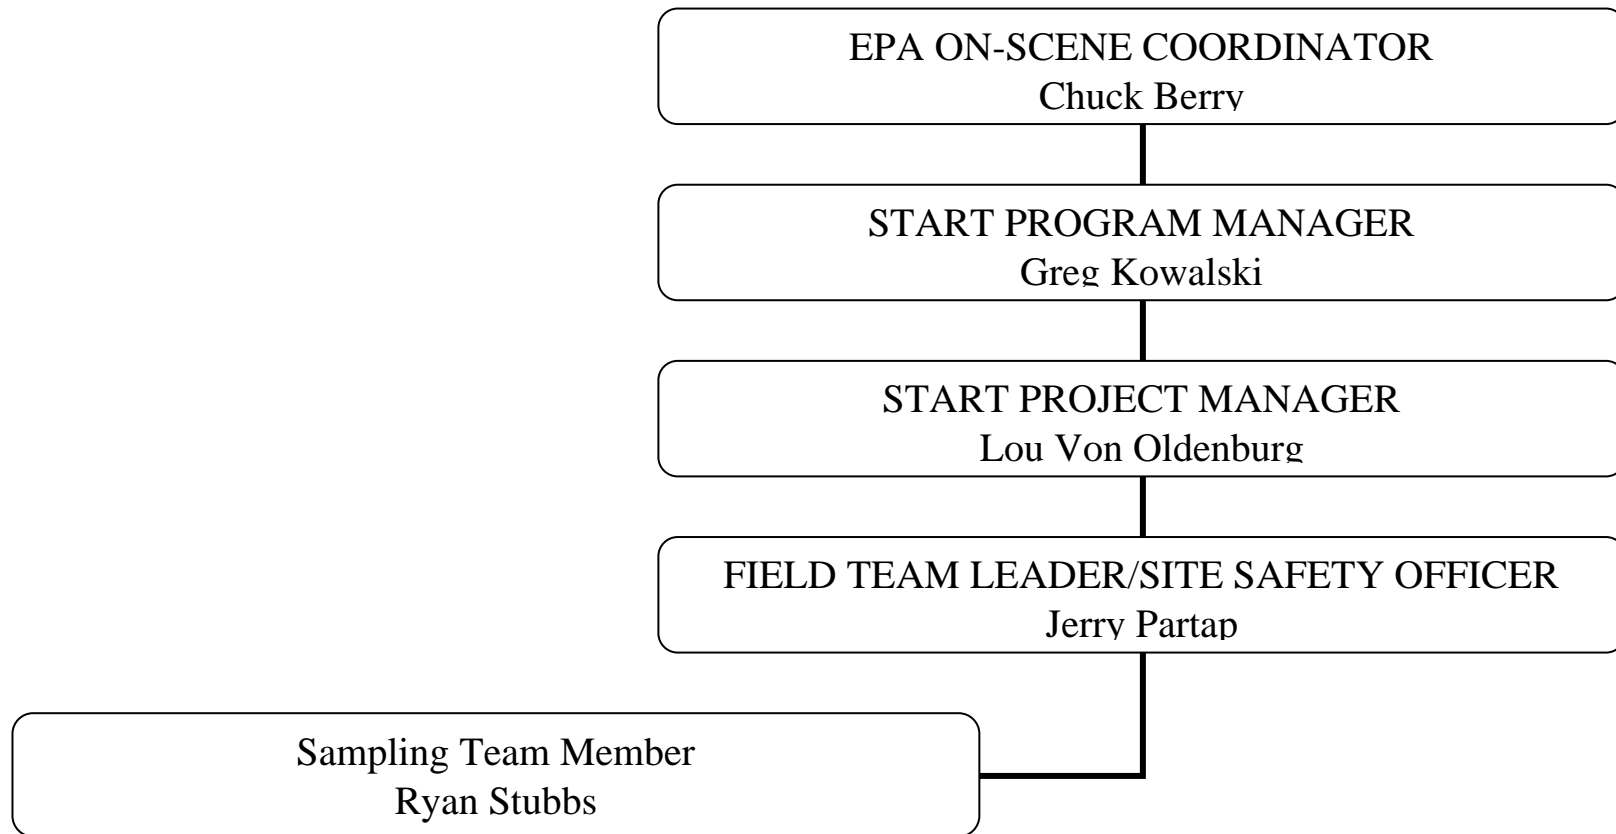 EPA ON-SCENE COORDINATOR
Chuck Berry
START PROGRAM MANAGER
Greg Kowalski
START PROJECT MANAGER
Lou Von Oldenburg
FIELD TEAM LEADER/SITE SAFETY OFFICER
Jerry Partap
Sampling Team Member
Ryan Stubbs